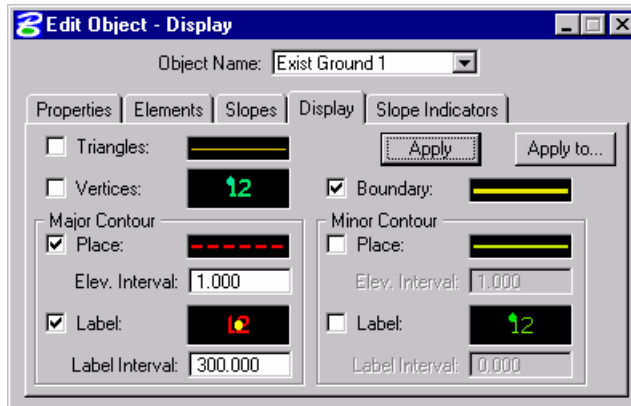 Edit Object - Display
Object Name: Exist Ground 1
Properties Elements Slopes Display Slope Indicators
Triangles: Apply Apply to...
Vertices: 12 Boundary:
Major Contour Minor Contour
Place: Place:
Elev. Interval: 1.000 Elev. Interval: 1.000
Label: 12 Label: 12
Label Interval: 300.000 Label Interval: 0.000